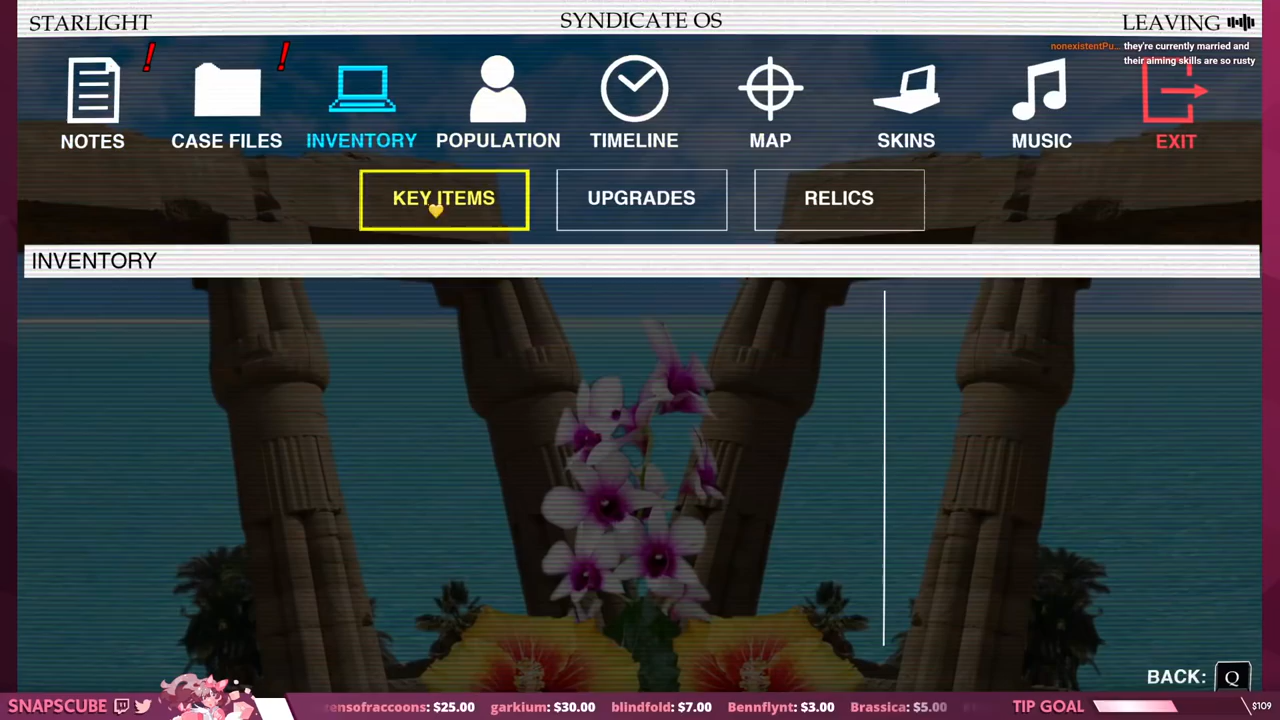 STARLIGHT
SYNDICATE OS
LEAVING
nonexistentPu... they're currently married and
their aiming skills are so rusty
!
!
NOTES
CASE FILES
INVENTORY
POPULATION
TIMELINE
MAP
SKINS
MUSIC
EXIT
KEY ITEMS
UPGRADES
RELICS
INVENTORY
BACK: Q
SNAPSCUBE
ensofraccoons: $25.00 garkium: $30.00 blindfold: $7.00 Bennflynt: $3.00 Brassica: $5.00
TIP GOAL
$109